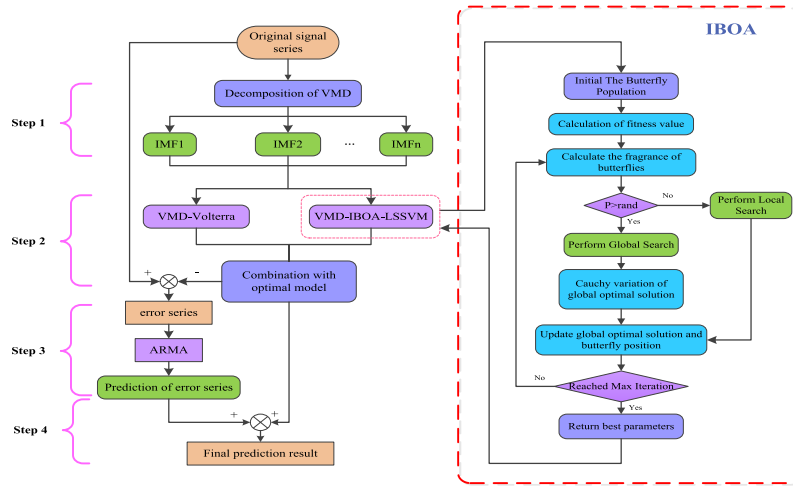 Original signal
series
Step 1
Decomposition of VMD
IMF1
IMF2
...
IMFn
Step 2
VMD-Volterra
VMD-IBOA-LSSVM
+
-
Combination with
optimal model
Step 3
error series
ARMA
Prediction of error series
Step 4
+
+
Final prediction result
IBOA
Initial The Butterfly
Population
Calculation of fitness value
Calculate the fragrance of
butterflies
P>rand
No
Perform Local
Search
Yes
Perform Global Search
Cauchy variation of
global optimal solution
Update global optimal solution and
butterfly position
No
Reached Max Iteration
Yes
Return best parameters